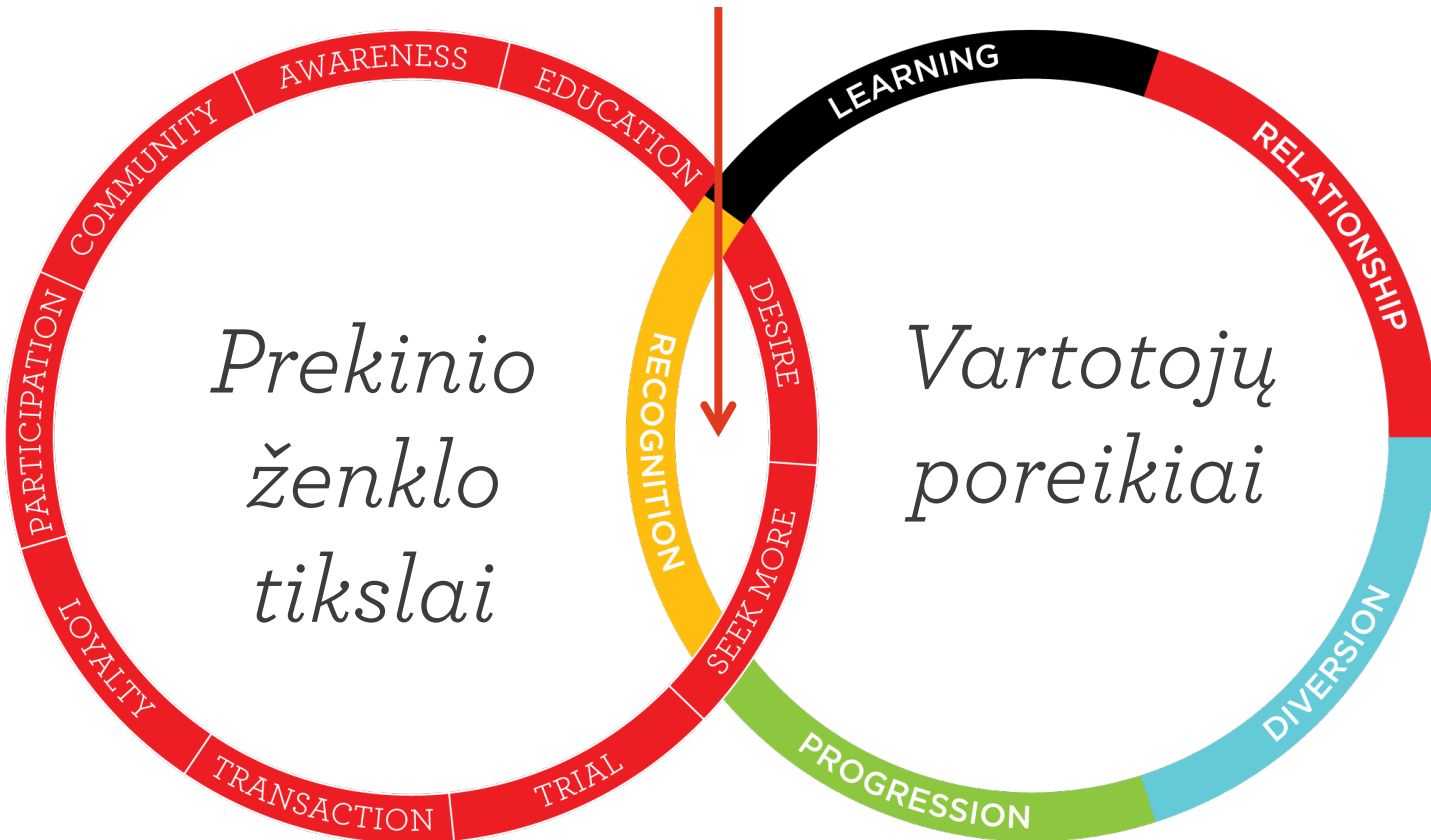 AWARENESS
EDUCATION
DESIRE
SEEK MORE
TRIAL
TRANSACTION
LOYALTY
PARTICIPATION
COMMUNITY
Prekinio
ženklo
tikslai
LEARNING
RELATIONSHIP
DIVERSION
PROGRESSION
RECOGNITION
Vartotojų
poreikiai